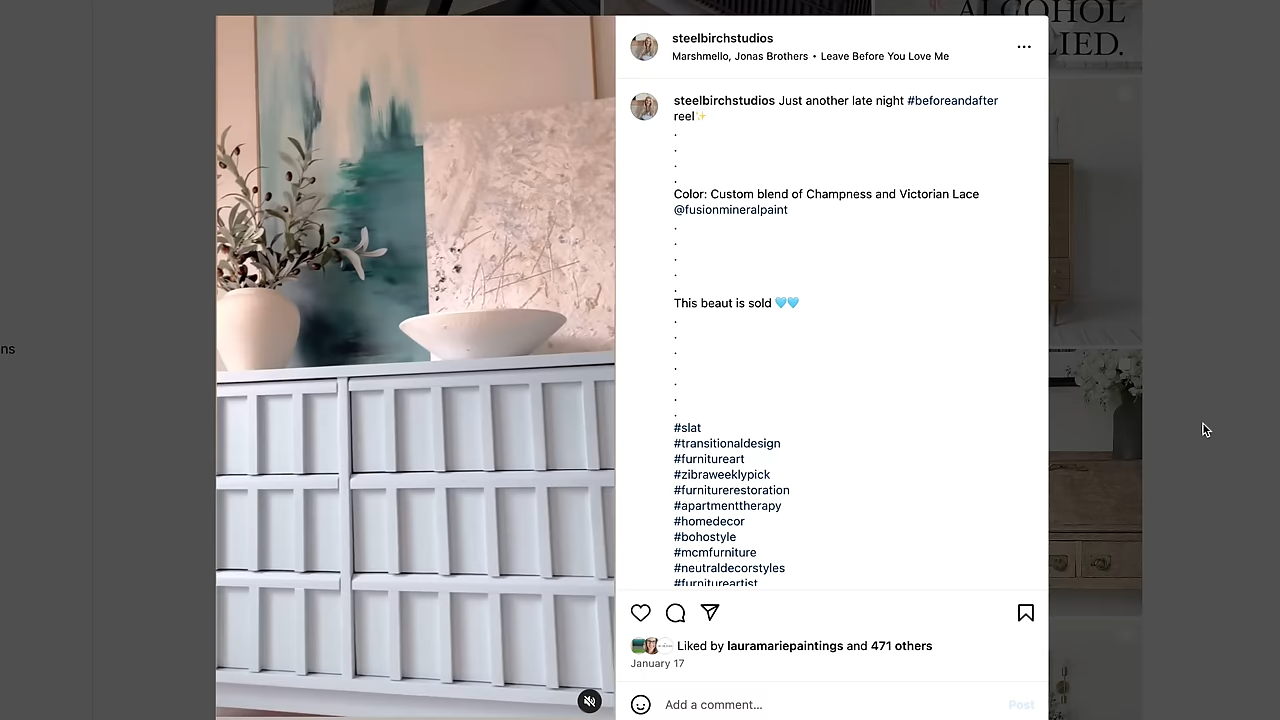 ALCOHOL
LIED.
ns
steelbirchstudios
Marshmello, Jonas Brothers • Leave Before You Love Me
steelbirchstudios Just another late night #beforeandafter
reel✨
.
.
.
.
Color: Custom blend of Champness and Victorian Lace
@fusionmineralpaint
.
.
.
.
.
This beaut is sold 🩵🩵
.
.
.
.
.
.
.
#slat
#transitionaldesign
#furnitureart
#zibraweeklypick
#furniturerestoration
#apartmenttherapy
#homedecor
#bohostyle
#mcmfurniture
#neutraldecorstyles
#furnitureartist
Liked by lauramariepaintings and 471 others
January 17
Add a comment...
Post